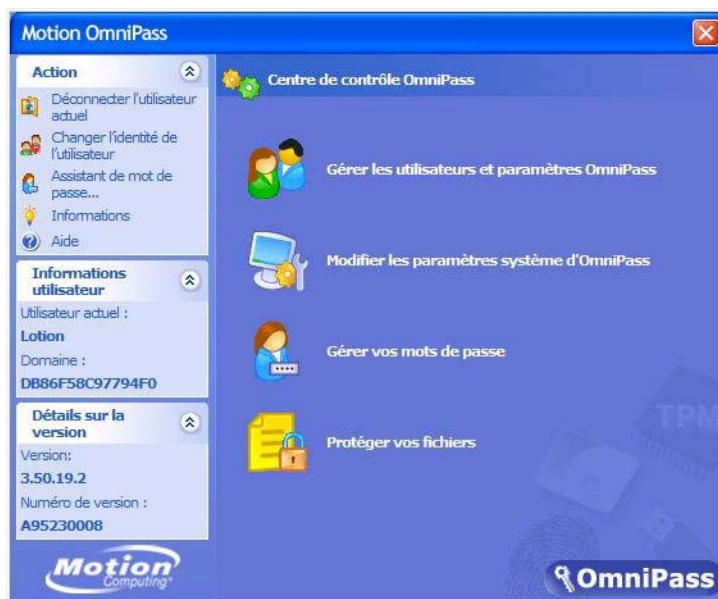 Motion OmniPass
Action
Déconnecter l'utilisateur
actuel
Changer l'identité de
l'utilisateur
Assistant de mot de
passe...
Informations
Aide
Informations
utilisateur
Utilisateur actuel :
Lotion
Domaine :
DB86F58C97794F0
Détails sur la
version
Version:
3.50.19.2
Numéro de version :
A95230008
Motion
Computing
Centre de contrôle OmniPass
Gérer les utilisateurs et paramètres OmniPass
Modifier les paramètres système d'OmniPass
Gérer vos mots de passe
Protéger vos fichiers
TPM
OmniPass